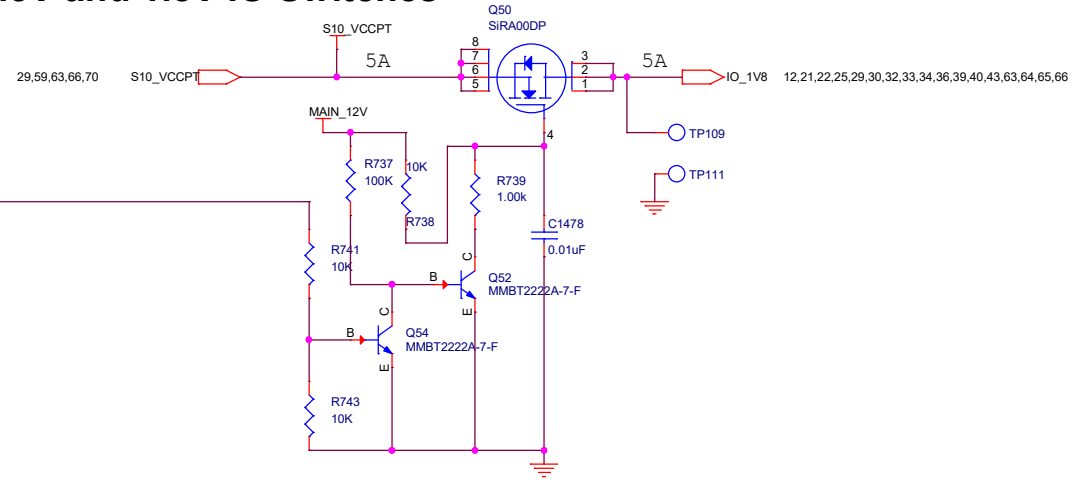 Q50
SiRA00DP
S10_VCCPT
5A
8
7
6
5
3
2
1
5A
29,59,63,66,70
S10_VCCPT
IO_1V8
12,21,22,25,29,30,32,33,34,36,39,40,43,63,64,65,66
MAIN_12V
4
TP109
R737
100K
10K
R738
R739
1.00k
TP111
C1478
0.01uF
R741
10K
C
B
Q52
MMBT2222A-7-F
E
C
B
Q54
MMBT2222A-7-F
E
R743
10K